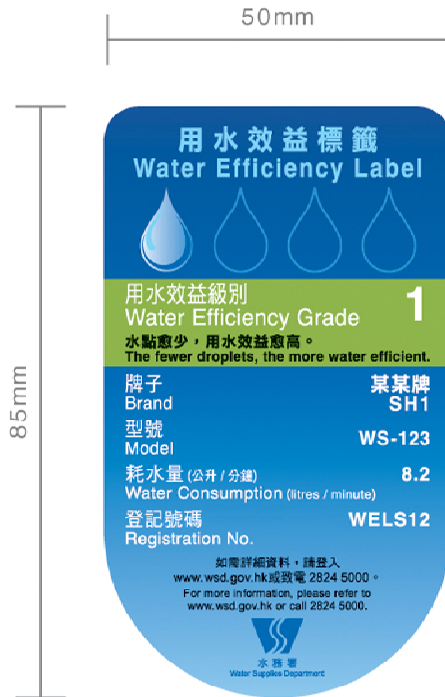 50mm
85mm
用水效益標籤
Water Efficiency Label
用水效益級別
Water Efficiency Grade 1
水點愈少，用水效益愈高。
The fewer droplets, the more water efficient.
牌子 某某牌
Brand SH1
型號
Model WS-123
耗水量 (公升 / 分鐘) 8.2
Water Consumption (litres / minute)
登記號碼 WELS12
Registration No.
如需詳細資料，請登入
www.wsd.gov.hk或致電 2824 5000。
For more information, please refer to
www.wsd.gov.hk or call 2824 5000.
水務署
Water Supplies Department